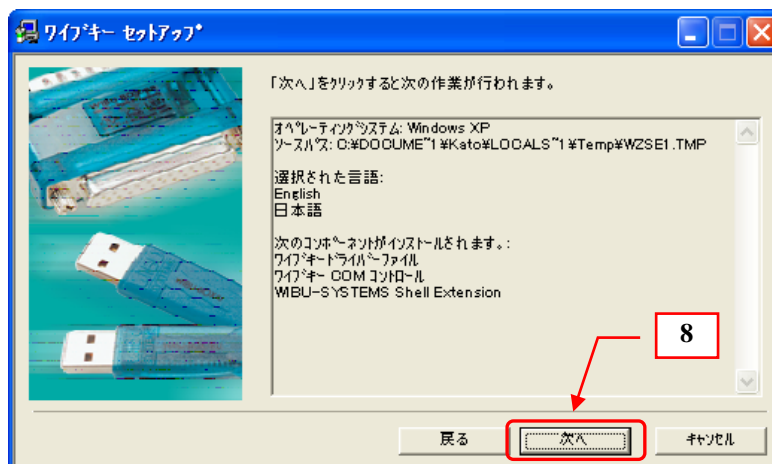 ﾜｲﾌﾞｷｰ ｾｯﾄｱｯﾌﾟ
「次へ」をｸﾘｯｸすると次の作業が行われます。
ｵﾍﾟﾚｰﾃｨﾝｸﾞｼｽﾃﾑ: Windows XP
ｿｰｽﾊﾟｽ: C:¥DOCUME~1¥Kato¥LOCALS~1¥Temp¥WZSE1.TMP
選択された言語:
English
日本語
次のｺﾝﾎﾟｰﾈﾝﾄがｲﾝｽﾄｰﾙされます。:
ﾜｲﾌﾞｷｰﾄﾞﾗｲﾊﾞｰﾌｧｲﾙ
ﾜｲﾌﾞｷｰ COM ｺﾝﾄﾛｰﾙ
WIBU-SYSTEMS Shell Extension
8
戻る
次へ
ｷｬﾝｾﾙ